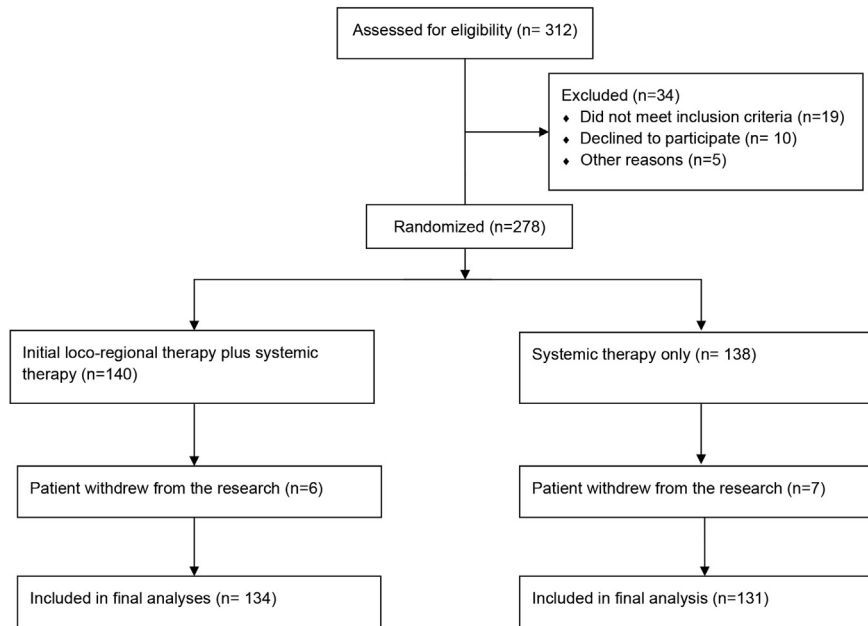 Assessed for eligibility (n= 312)
Excluded (n=34)
♦ Did not meet inclusion criteria (n=19)
♦ Declined to participate (n= 10)
♦ Other reasons (n=5)
Randomized (n=278)
Initial loco-regional therapy plus systemic
therapy (n=140)
Systemic therapy only (n= 138)
Patient withdrew from the research (n=6)
Patient withdrew from the research (n=7)
Included in final analyses (n= 134)
Included in final analysis (n=131)